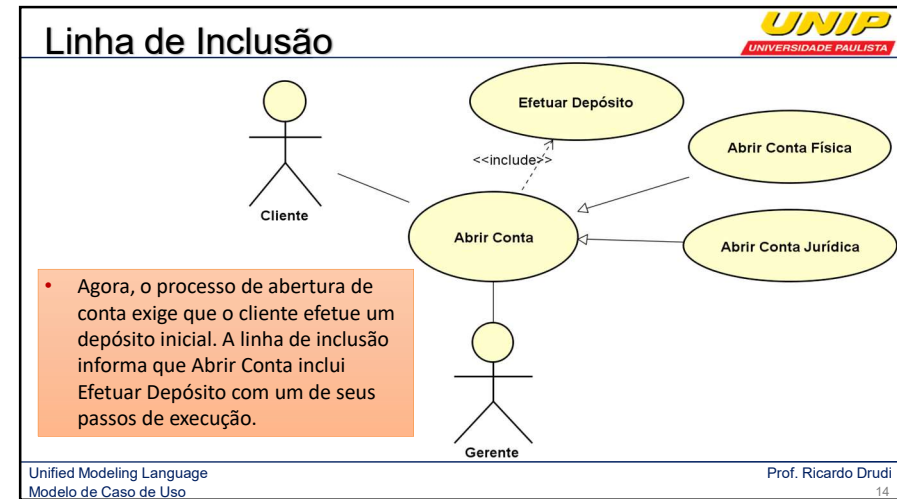 Linha de Inclusão
UNIP
UNIVERSIDADE PAULISTA
Efetuar Depósito
<<include>>
Abrir Conta Física
Cliente
Abrir Conta
Abrir Conta Jurídica
• Agora, o processo de abertura de
conta exige que o cliente efetue um
depósito inicial. A linha de inclusão
informa que Abrir Conta inclui
Efetuar Depósito com um de seus
passos de execução.
Gerente
Unified Modeling Language
Modelo de Caso de Uso
Prof. Ricardo Drudi
14